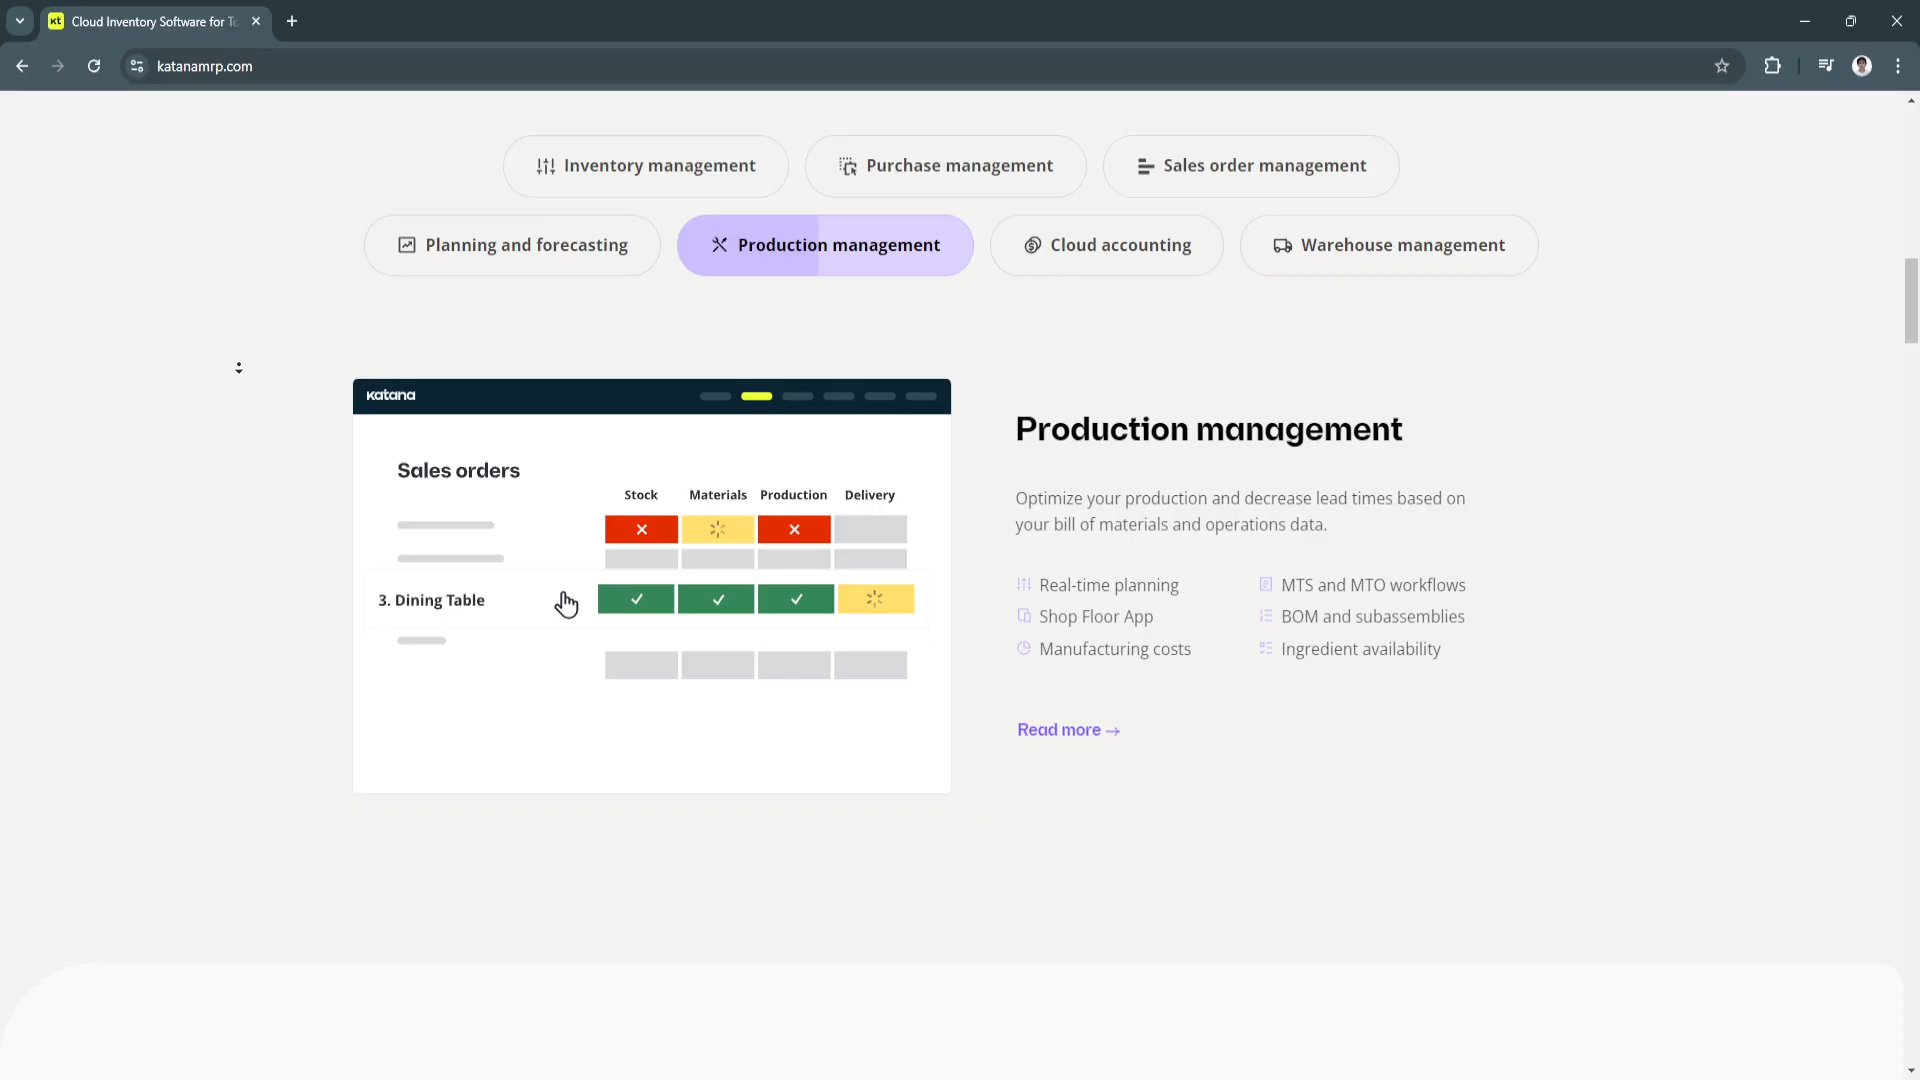 Cloud Inventory Software for To
katanamrp.com
Inventory management
Purchase management
Sales order management
Planning and forecasting
Production management
Cloud accounting
Warehouse management
katana
Sales orders
Stock Materials Production Delivery
3. Dining Table
Production management
Optimize your production and decrease lead times based on
your bill of materials and operations data.
Real-time planning
MTS and MTO workflows
Shop Floor App
BOM and subassemblies
Manufacturing costs
Ingredient availability
Read more →